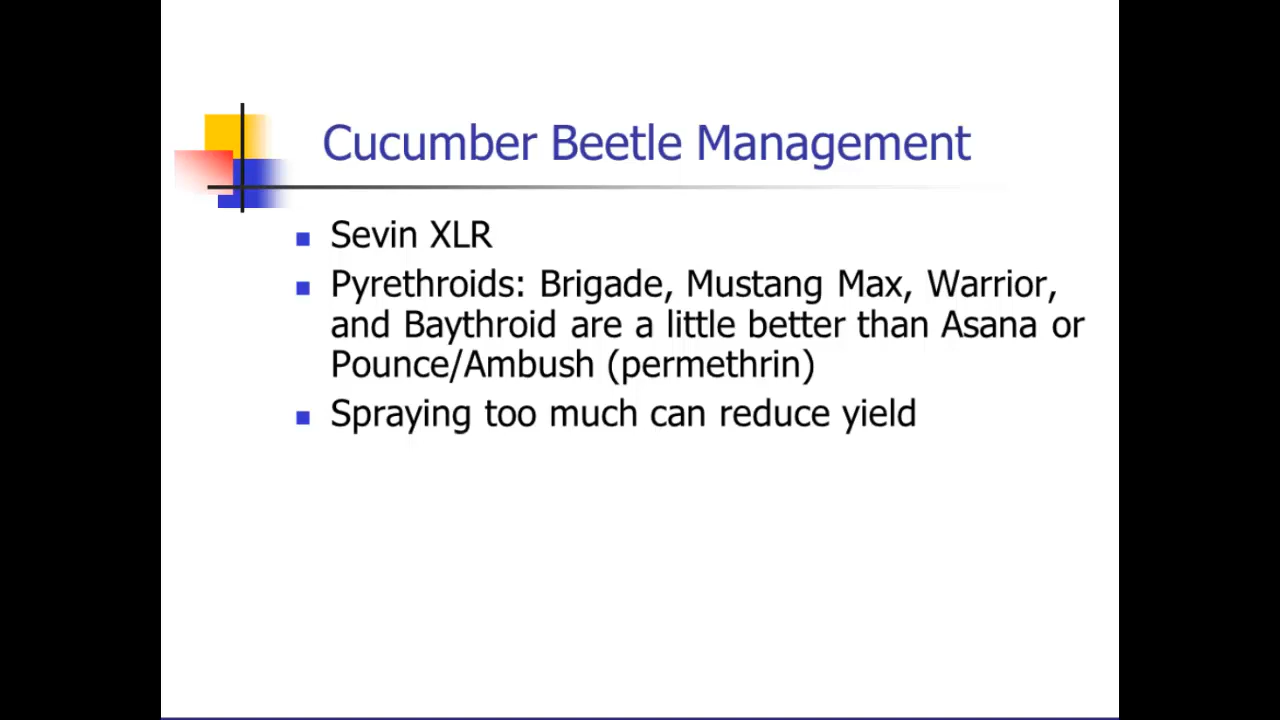 Cucumber Beetle Management
Sevin XLR
Pyrethroids: Brigade, Mustang Max, Warrior,
and Baythroid are a little better than Asana or
Pounce/Ambush (permethrin)
Spraying too much can reduce yield